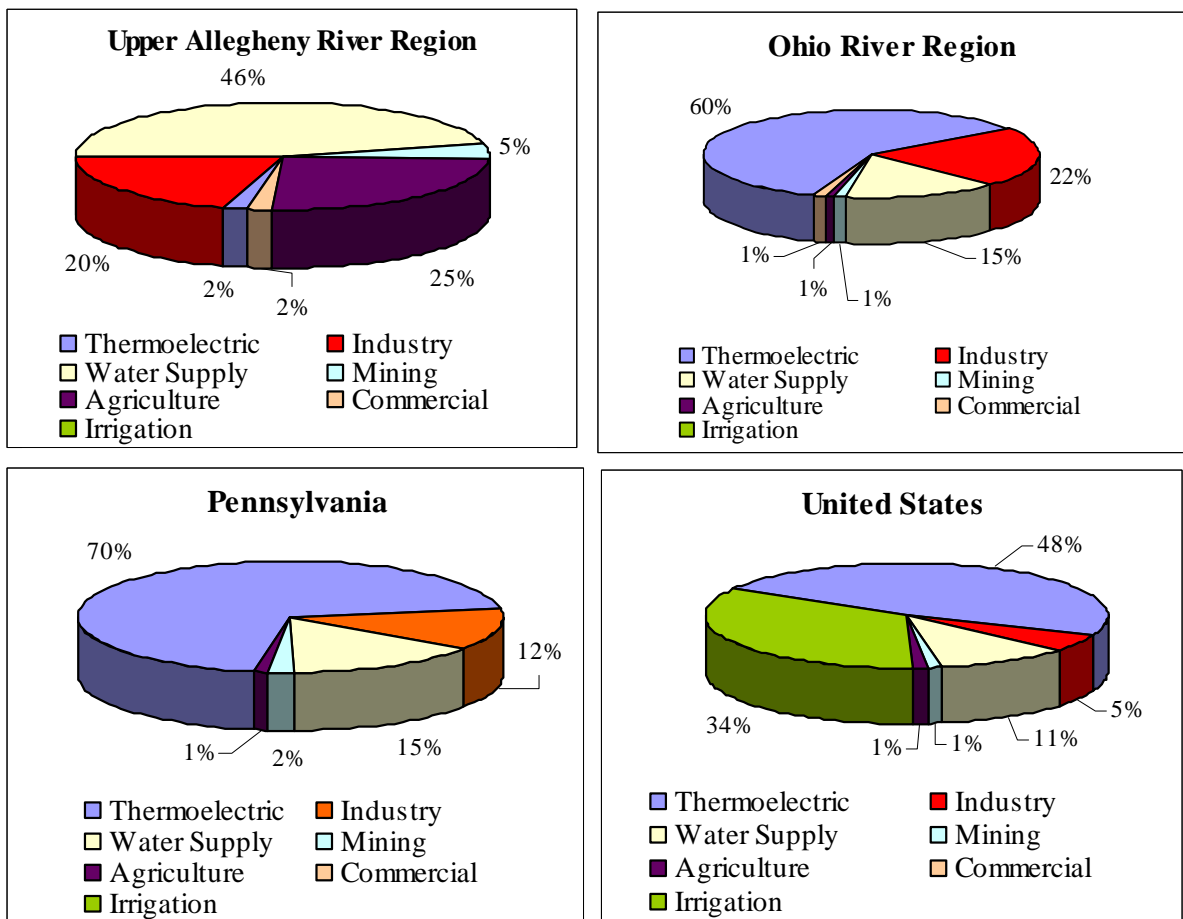 Upper Allegheny River Region
46%
5%
25%
2%
2%
20%
Thermoelectric Industry
Water Supply Mining
Agriculture Commercial
Irrigation
Ohio River Region
60%
22%
15%
1%
1%
1%
Thermoelectric Industry
Water Supply Mining
Agriculture Commercial
Irrigation
Pennsylvania
70%
12%
15%
2%
1%
Thermoelectric Industry
Water Supply Mining
Agriculture Commercial
Irrigation
United States
48%
5%
11%
1%
1%
34%
Thermoelectric Industry
Water Supply Mining
Agriculture Commercial
Irrigation